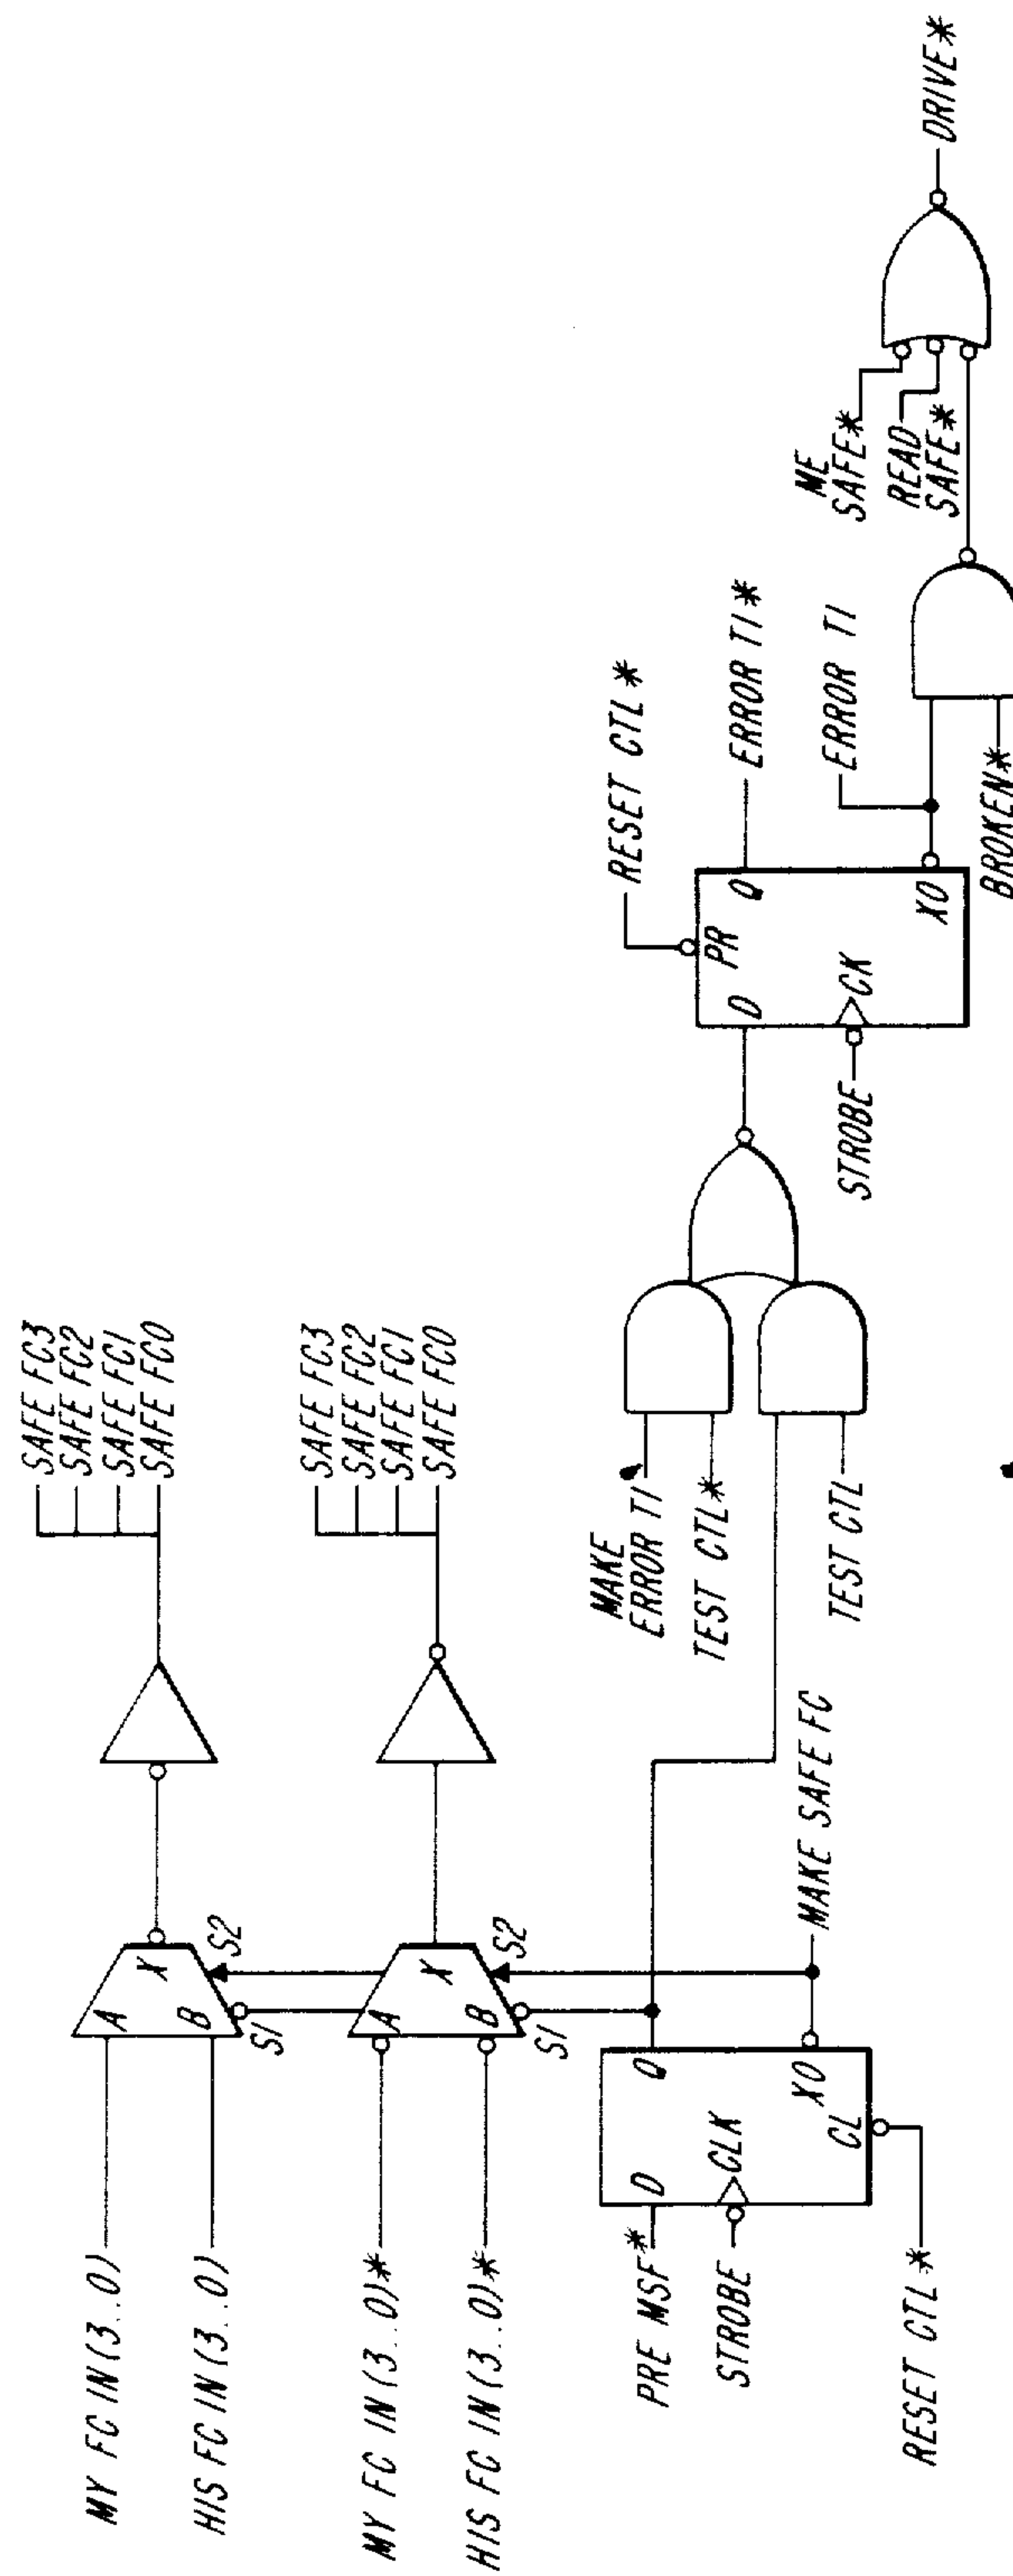 MY FC IN (3..0)
HIS FC IN (3..0)
A
B
X
S1
S2
SAFE FC3
SAFE FC2
SAFE FC1
SAFE FC0
MY FC IN (3..0)*
HIS FC IN (3..0)*
A
B
X
S1
S2
SAFE FC3
SAFE FC2
SAFE FC1
SAFE FC0
PRE MSF*
STROBE
RESET CTL*
D
CLK
Q
XO
CL
MAKE SAFE FC
MAKE
ERROR T1
TEST CTL*
TEST CTL
STROBE
RESET CTL*
D
PR
Q
CK
XO
ERROR T1*
ERROR T1
BROKEN*
ME
SAFE*
READ
SAFE*
DRIVE*